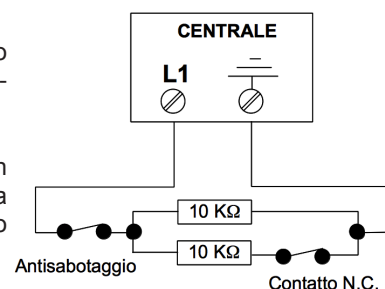 o
–
n
a
o
CENTRALE
L1
10 KΩ
10 KΩ
Antisabotaggio
Contatto N.C.